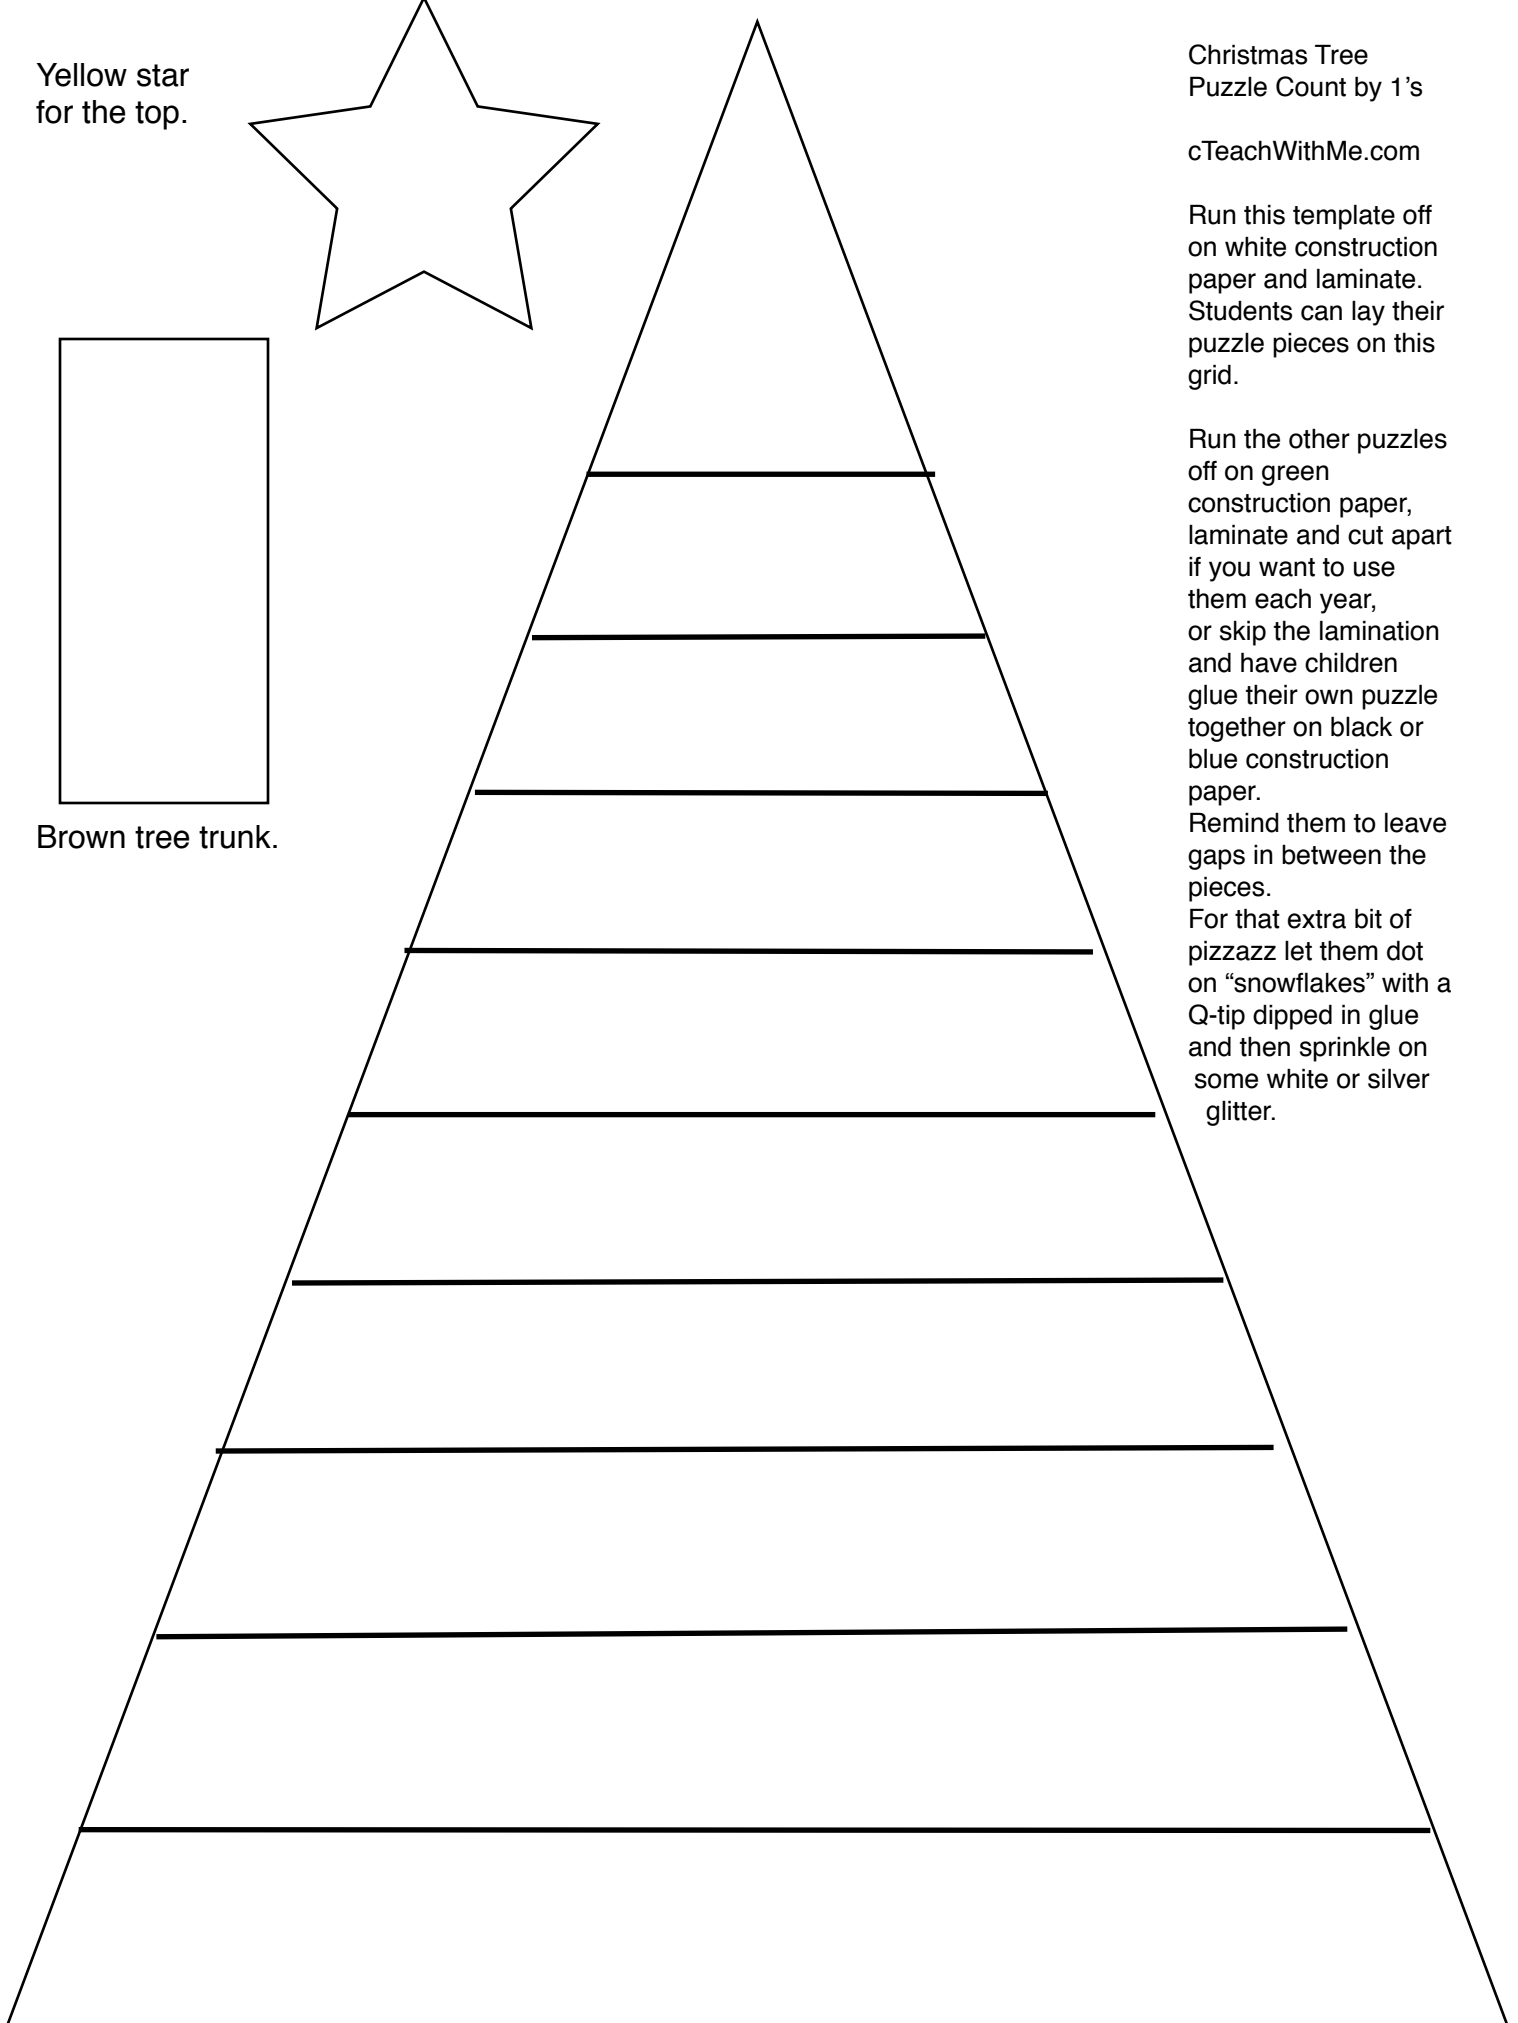 Yellow star
for the top.
Brown tree trunk.
Christmas Tree
Puzzle Count by 1’s
cTeachWithMe.com
Run this template off
on white construction
paper and laminate.
Students can lay their
puzzle pieces on this
grid.
Run the other puzzles
off on green
construction paper,
laminate and cut apart
if you want to use
them each year,
or skip the lamination
and have children
glue their own puzzle
together on black or
blue construction
paper.
Remind them to leave
gaps in between the
pieces.
For that extra bit of
pizzazz let them dot
on “snowflakes” with a
Q-tip dipped in glue
and then sprinkle on
some white or silver
glitter.